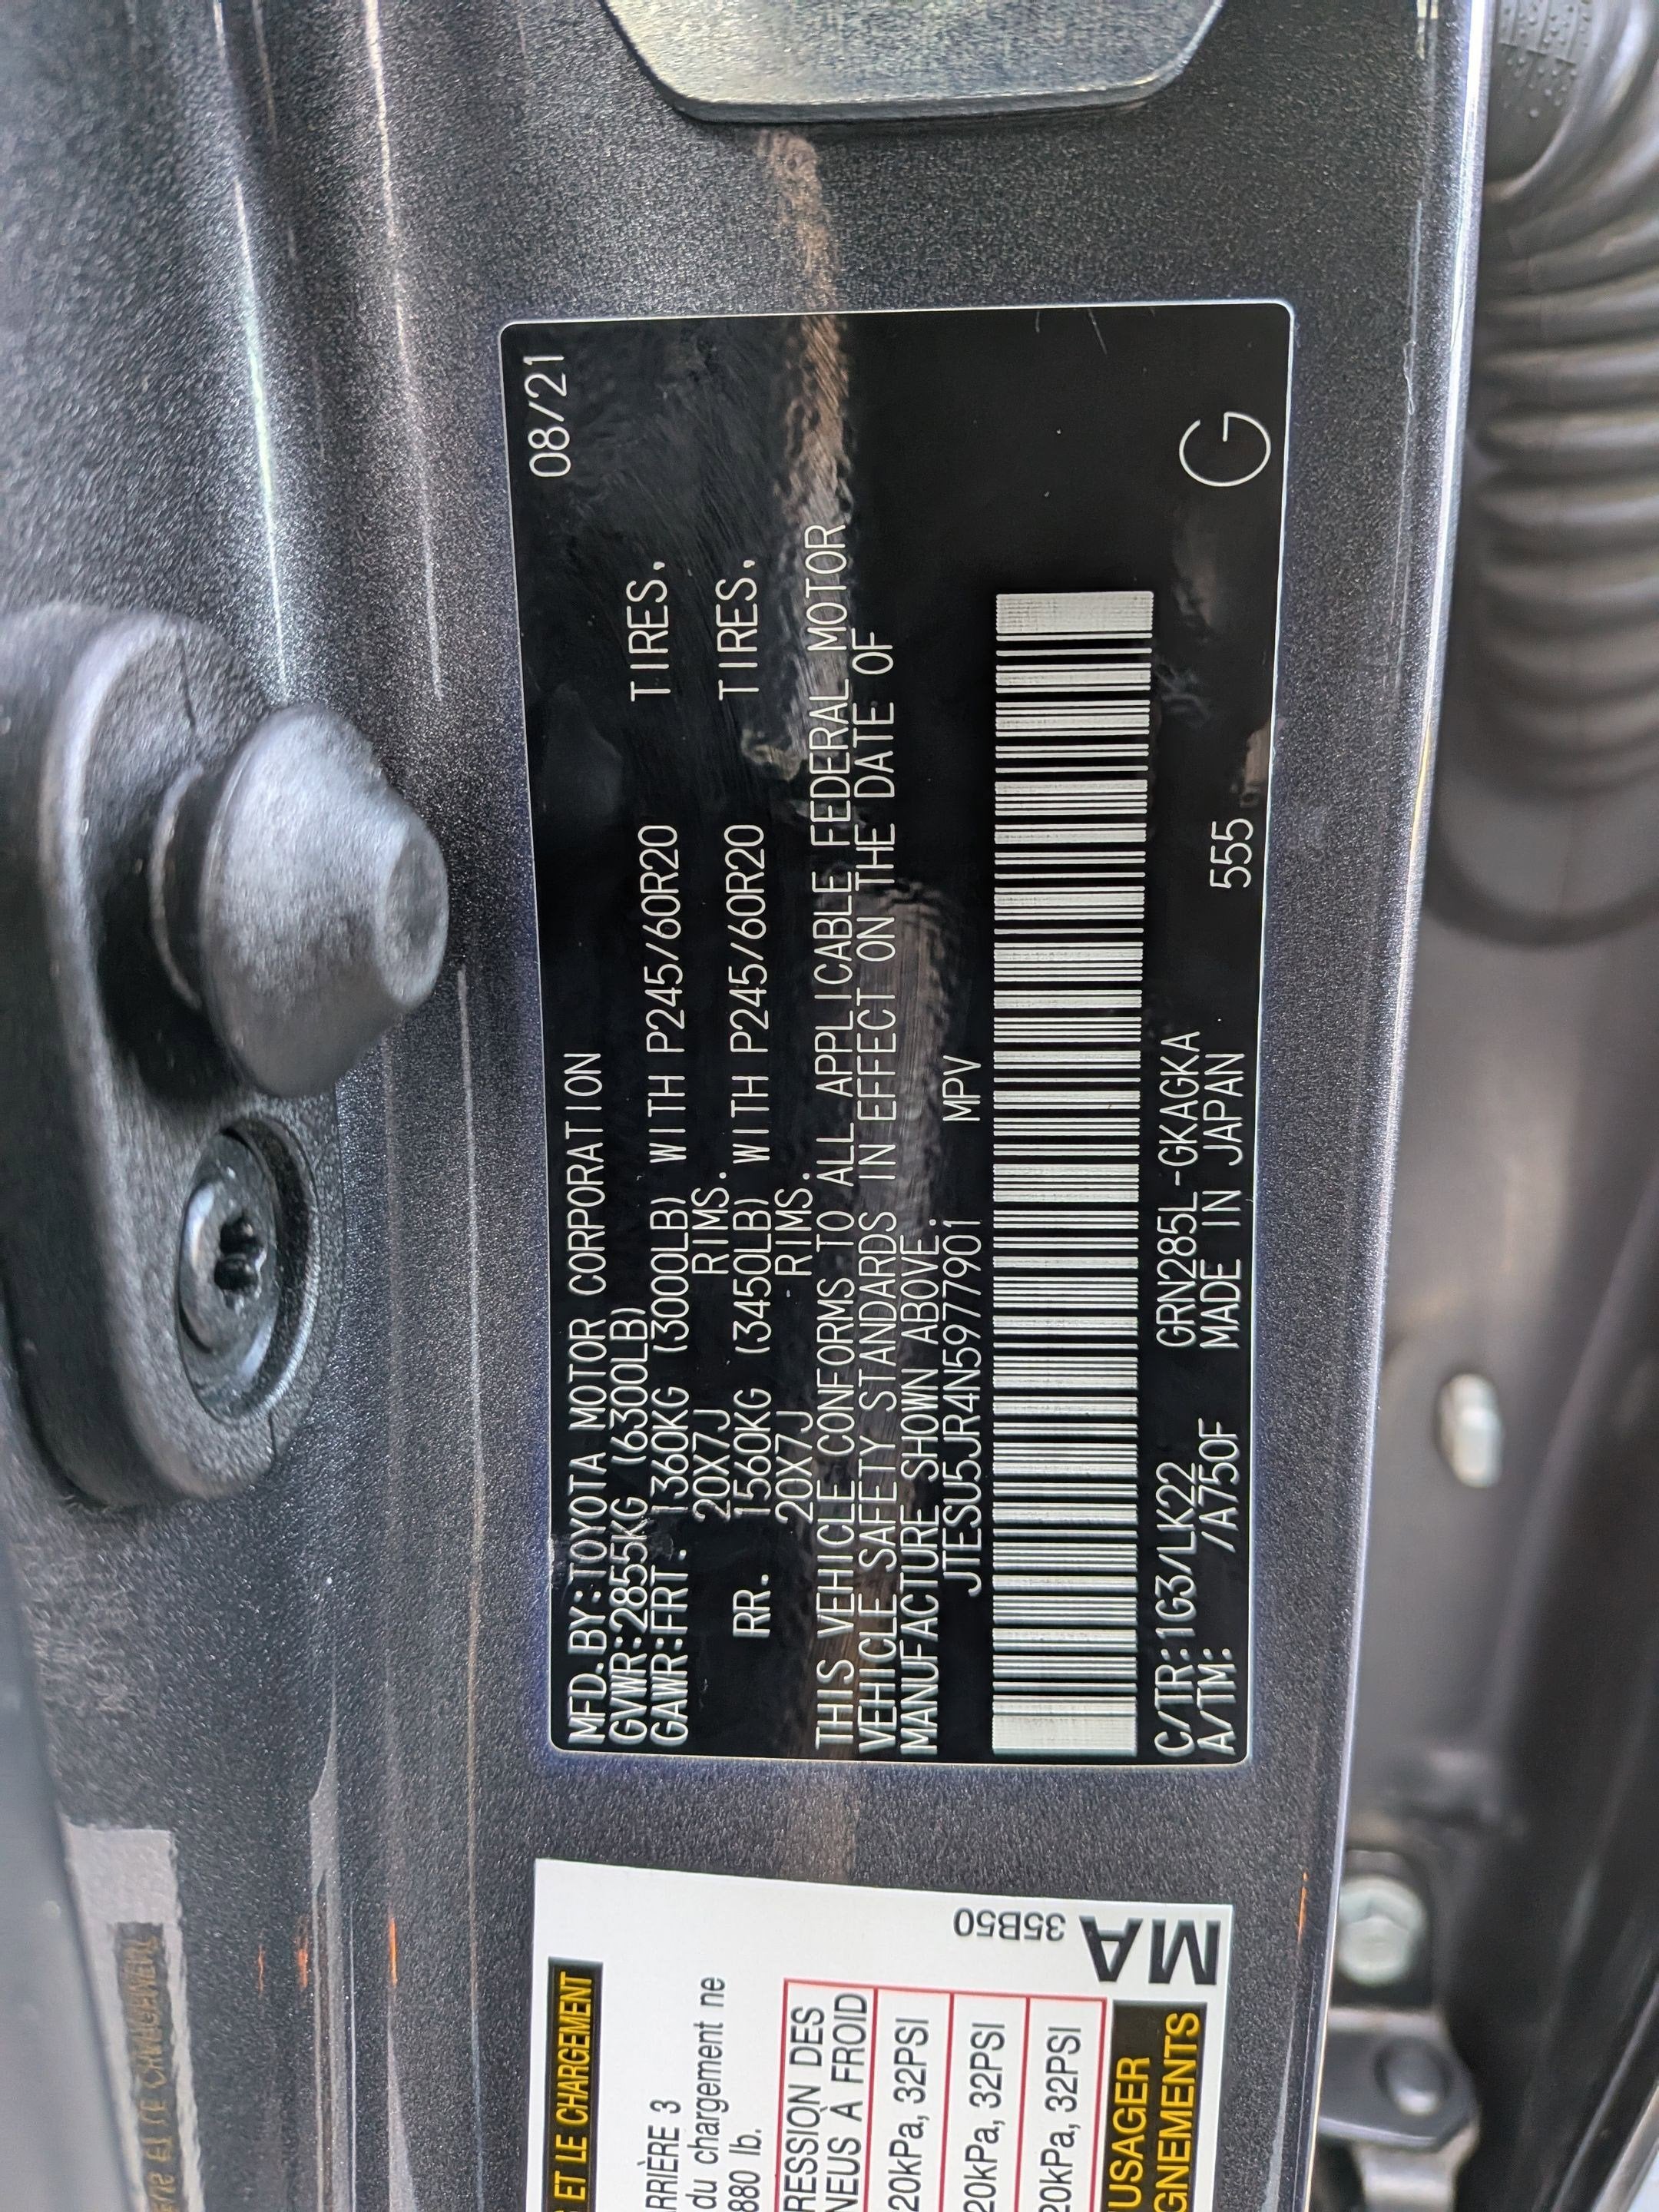 08/21
MFD.BY:TOYOTA MOTOR CORPORATION
GVWR:2855KG (6300LB)
GAWR:FRT. 1360KG (3000LB) WITH P245/60R20 TIRES,
20X7J RIMS.
RR. 1560KG (3450LB) WITH P245/60R20 TIRES,
20X7J RIMS.
THIS VEHICLE CONFORMS TO ALL APPLICABLE FEDERAL MOTOR
VEHICLE SAFETY STANDARDS IN EFFECT ON THE DATE OF
MANUFACTURE SHOWN ABOVE.
JTESU5JR4N5977901 MPV
C/TR:1G3/LK22 GRN285L-GKAGKA
A/TM: /A750F MADE IN JAPAN 555 G
ET LE CHARGEMENT
ARRIÈRE 3
du chargement ne
880 lb.
MA
35B50
RESSION DES
NEUS À FROID
220kPa, 32PSI
220kPa, 32PSI
220kPa, 32PSI
USAGER
GNEMENTS